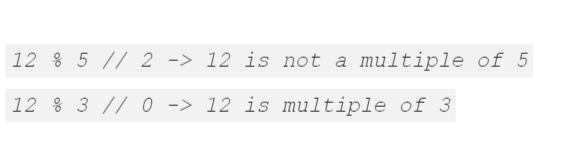 12 % 5 // 2 -> 12 is not a multiple of 5
12 % 3 // 0 -> 12 is multiple of 3